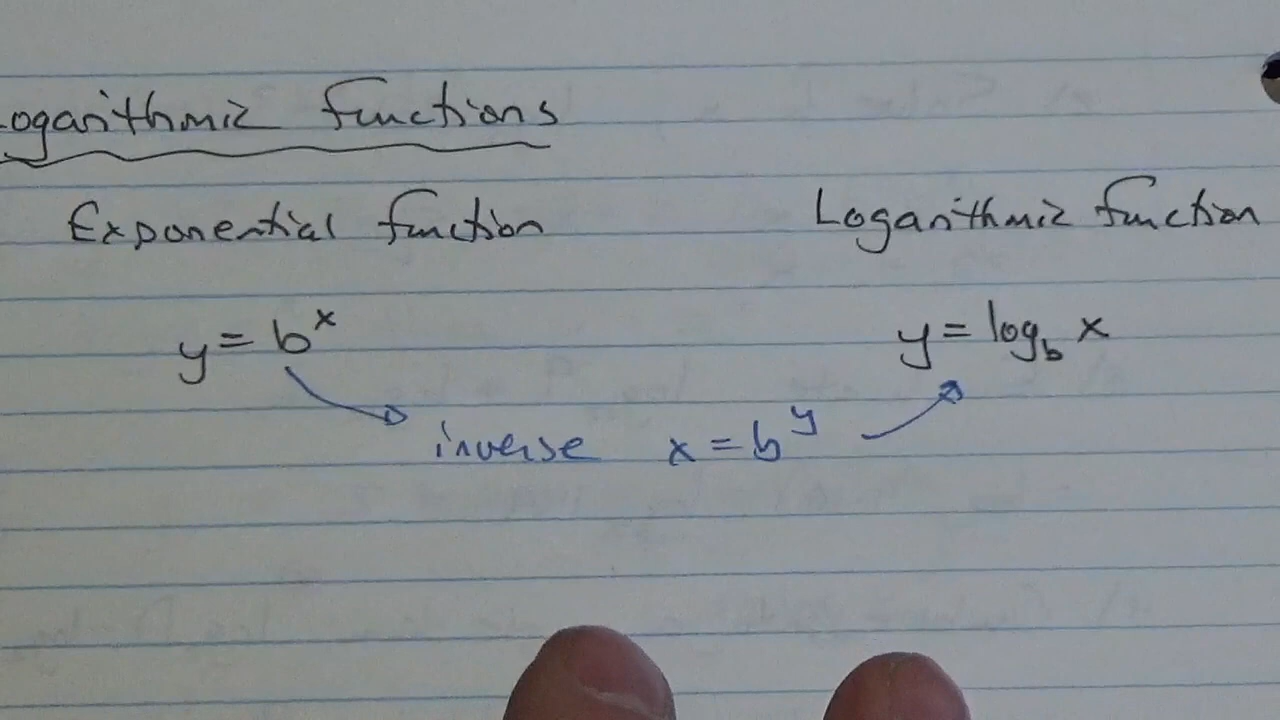 Logarithmic functions
Exponential function Logarithmic function
y = b^x y = log_b x
inverse x = b^y